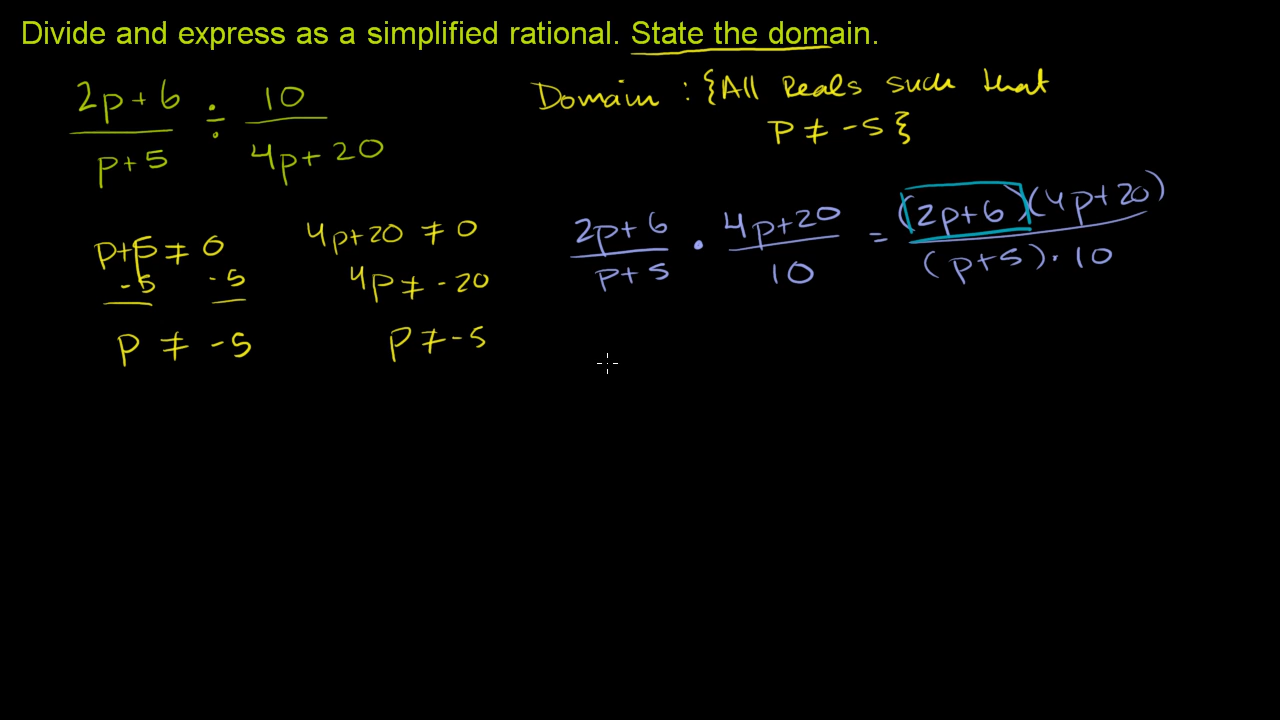 Divide and express as a simplified rational. State the domain.
2p+6 / p+5 ÷ 10 / 4p+20
Domain : {All Reals such that
p ≠ -5}
p+5 ≠ 0
-5 -5
p ≠ -5
4p+20 ≠ 0
4p ≠ -20
p ≠ -5
2p+6 / p+5 · 4p+20 / 10 = (2p+6)(4p+20) / (p+5)·10